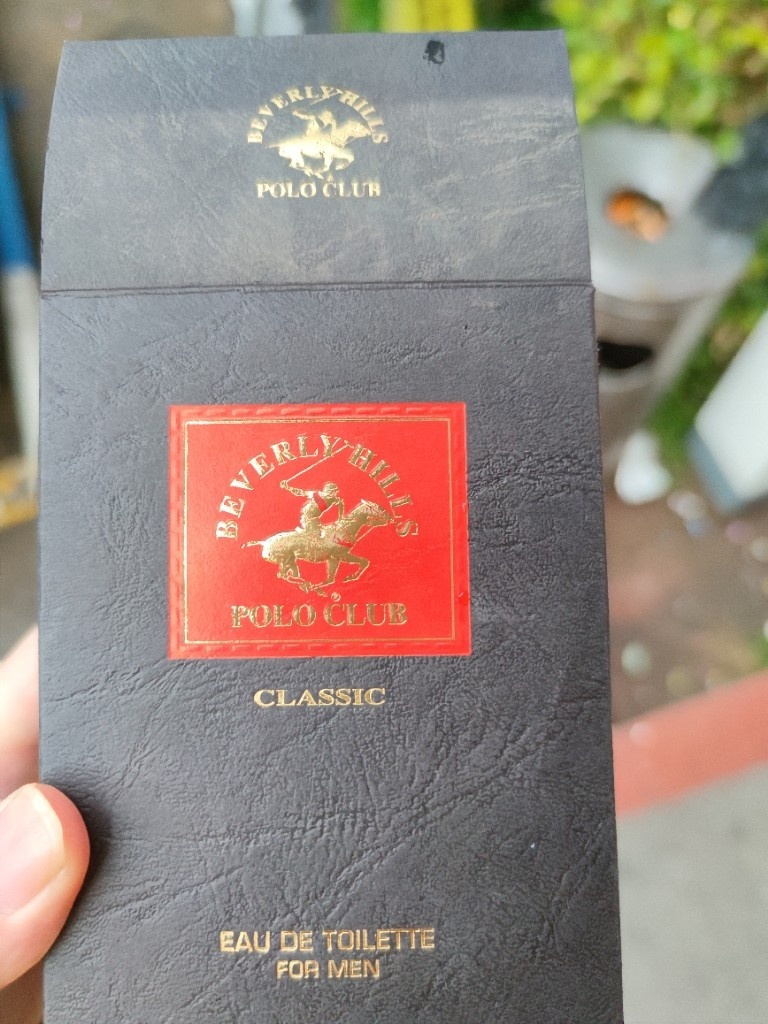 BEVERLY HILLS
POLO CLUB
BEVERLY HILLS
®
POLO CLUB
CLASSIC
EAU DE TOILETTE
FOR MEN